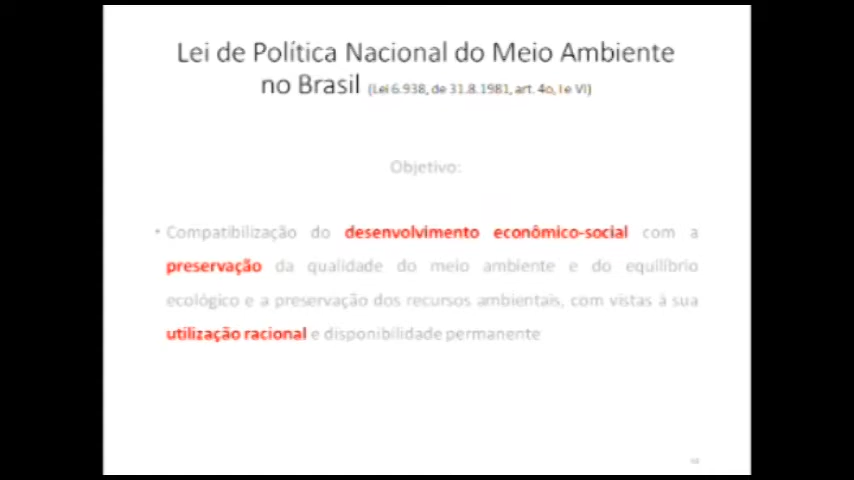 Lei de Política Nacional do Meio Ambiente
no Brasil (Lei 6.938, de 31.8.1981, art. 4o, I e VI)
Objetivo:
• Compatibilização do desenvolvimento econômico-social com a
preservação da qualidade do meio ambiente e do equilíbrio
ecológico e a preservação dos recursos ambientais, com vistas à sua
utilização racional e disponibilidade permanente